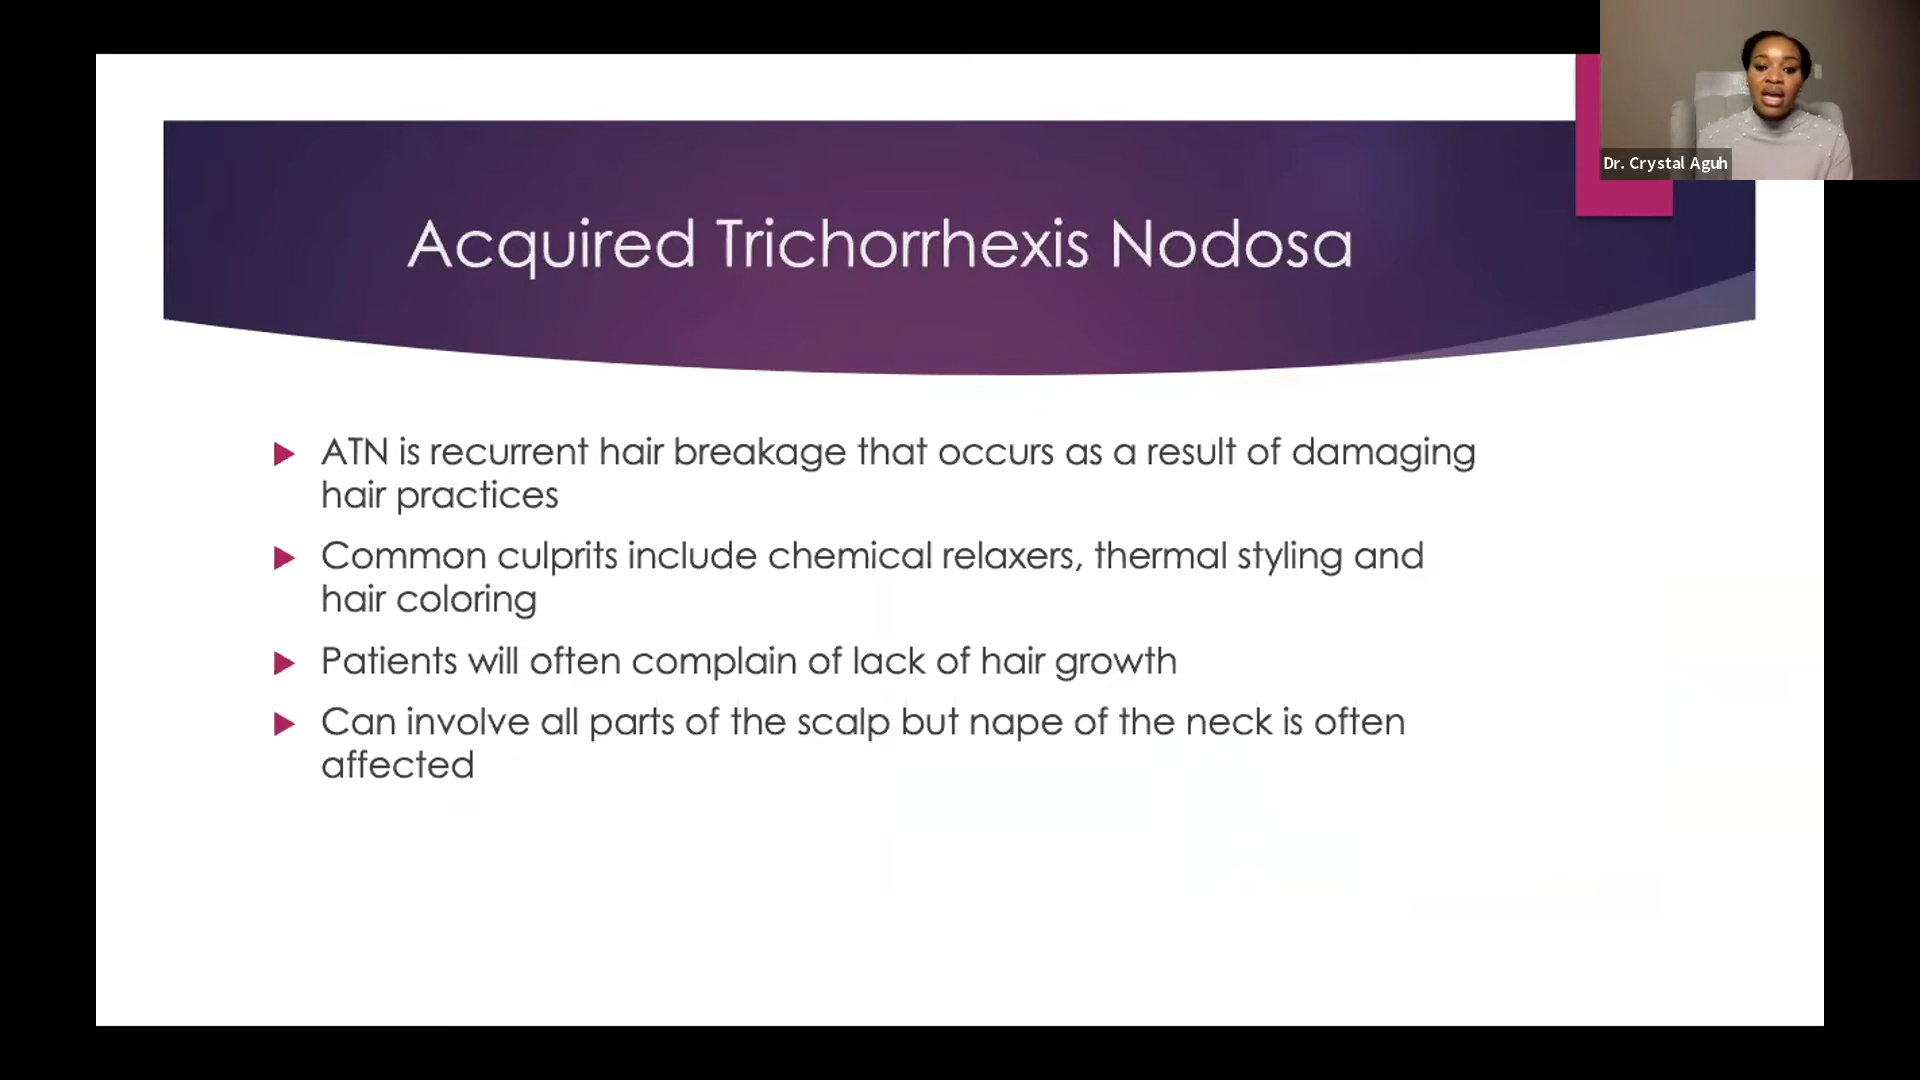 Dr. Crystal Aguh
Acquired Trichorrhexis Nodosa
ATN is recurrent hair breakage that occurs as a result of damaging
hair practices
Common culprits include chemical relaxers, thermal styling and
hair coloring
Patients will often complain of lack of hair growth
Can involve all parts of the scalp but nape of the neck is often
affected